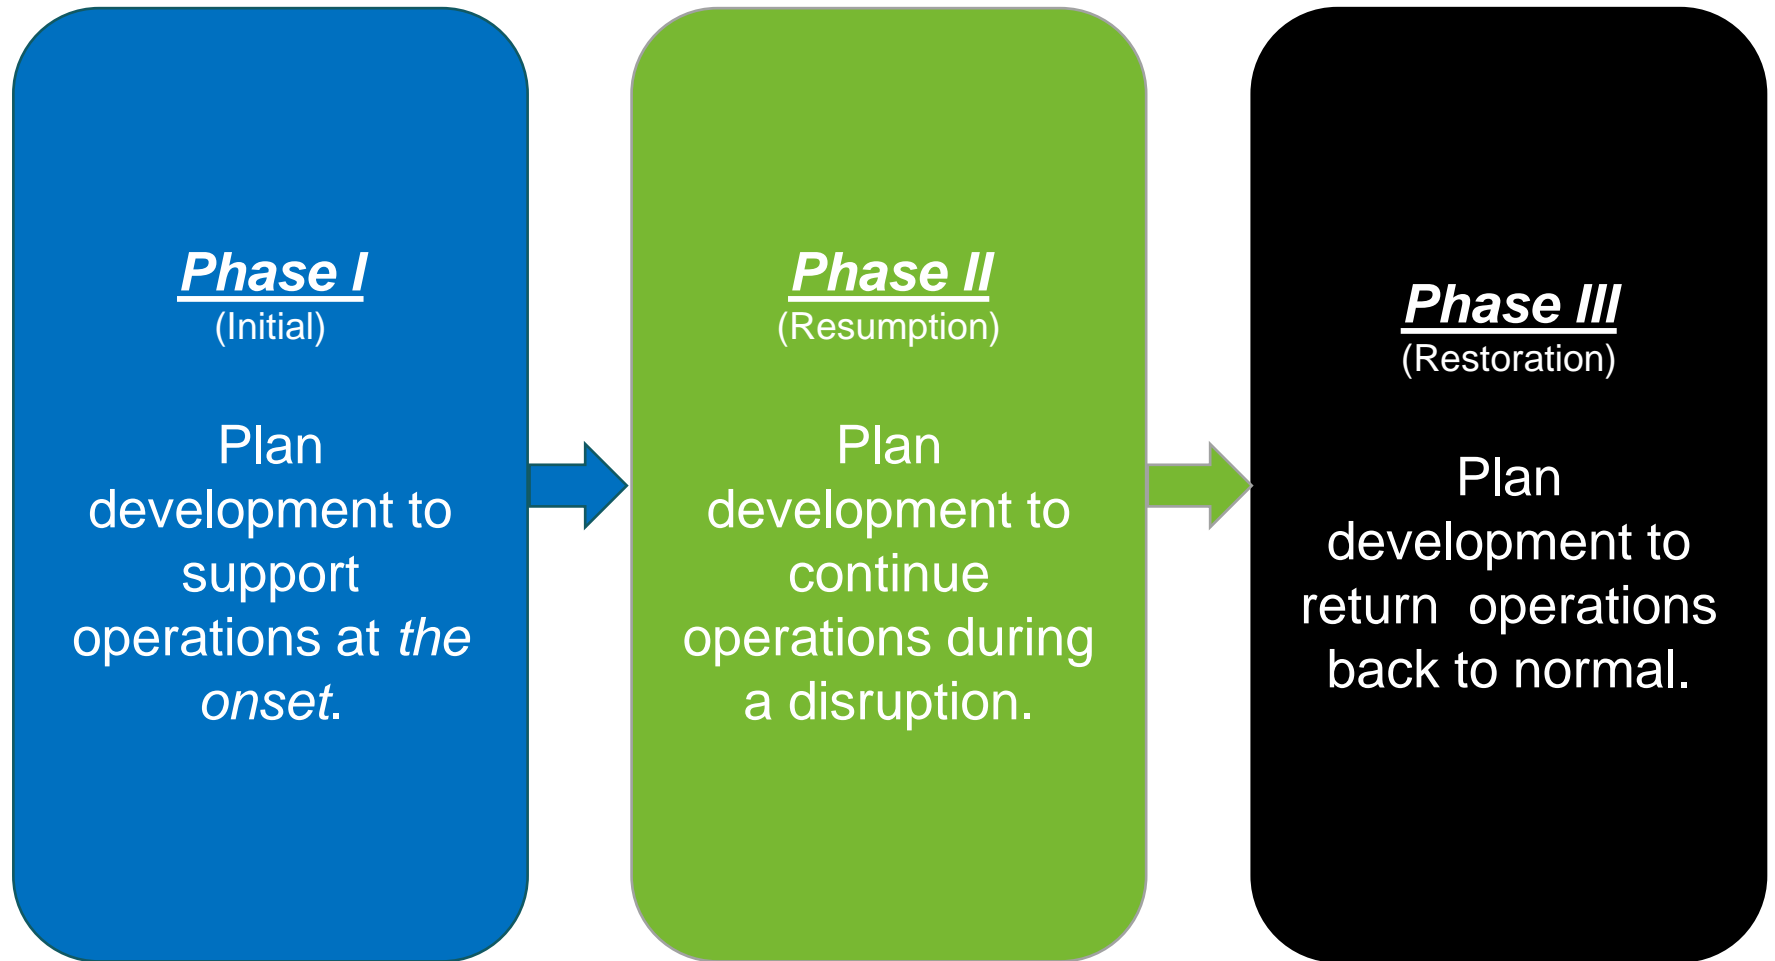 Phase I
(Initial)
Plan
development to
support
operations at the
onset.
Phase II
(Resumption)
Plan
development to
continue
operations during
a disruption.
Phase III
(Restoration)
Plan
development to
return  operations
back to normal.